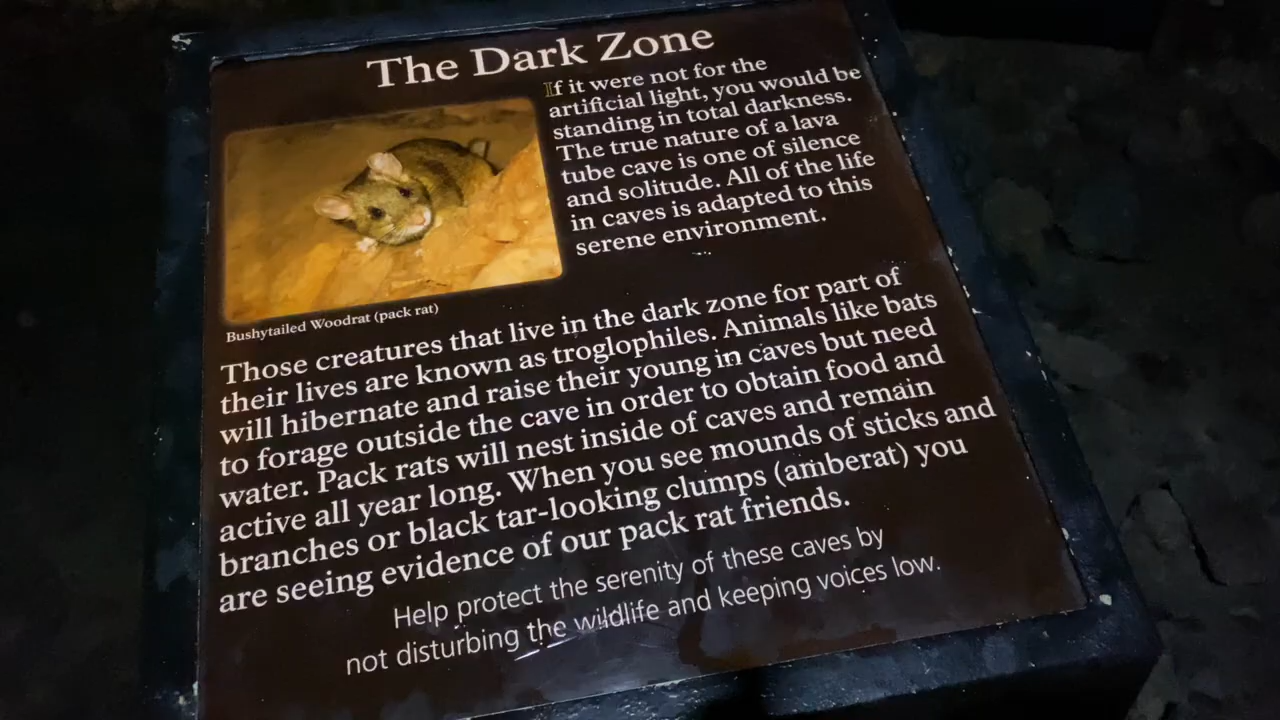 The Dark Zone
If it were not for the
artificial light, you would be
standing in total darkness.
The true nature of a lava
tube cave is one of silence
and solitude. All of the life
in caves is adapted to this
serene environment.
Bushytailed Woodrat (pack rat)
Those creatures that live in the dark zone for part of
their lives are known as troglophiles. Animals like bats
will hibernate and raise their young in caves but need
to forage outside the cave in order to obtain food and
water. Pack rats will nest inside of caves and remain
active all year long. When you see mounds of sticks and
branches or black tar-looking clumps (amberat) you
are seeing evidence of our pack rat friends.
Help protect the serenity of these caves by
not disturbing the wildlife and keeping voices low.